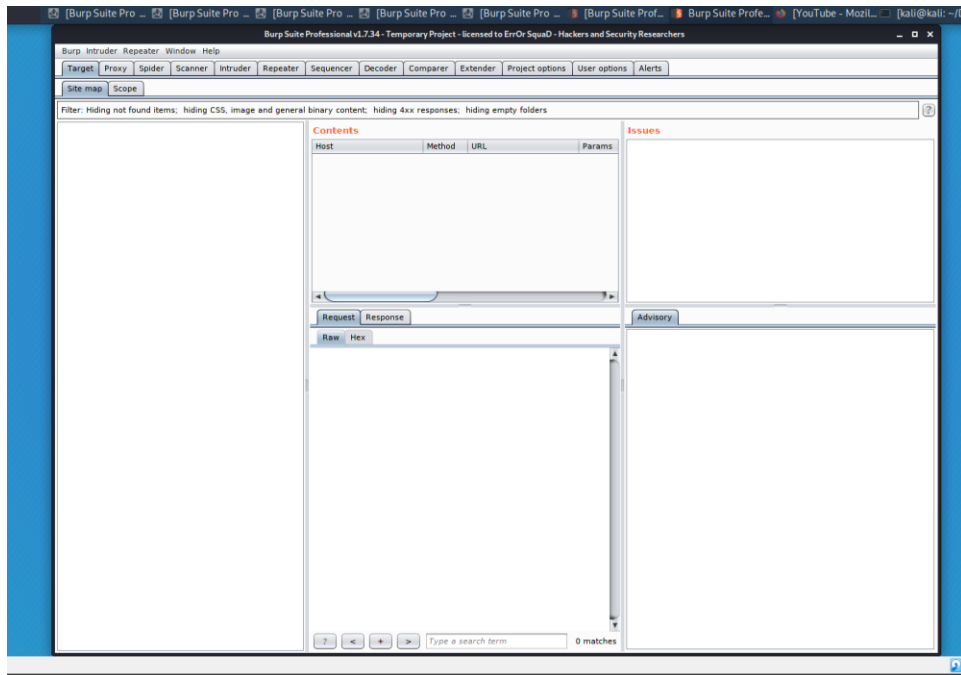 [Burp Suite Pro ... [Burp Suite Pro ... [Burp Suite Pro ... [Burp Suite Pro ... [Burp Suite Pro ... [Burp Suite Prof... Burp Suite Profe... [YouTube - Mozil... [kali@kali: ~/
Burp Suite Professional v1.7.34 - Temporary Project - licensed to ErrOr SquaD - Hackers and Security Researchers
Burp Intruder Repeater Window Help
Target Proxy Spider Scanner Intruder Repeater Sequencer Decoder Comparer Extender Project options User options Alerts
Site map Scope
Filter: Hiding not found items; hiding CSS, image and general binary content; hiding 4xx responses; hiding empty folders ?
Contents
Host Method URL Params
Issues
Request Response
Raw Hex
Advisory
? < + > Type a search term 0 matches